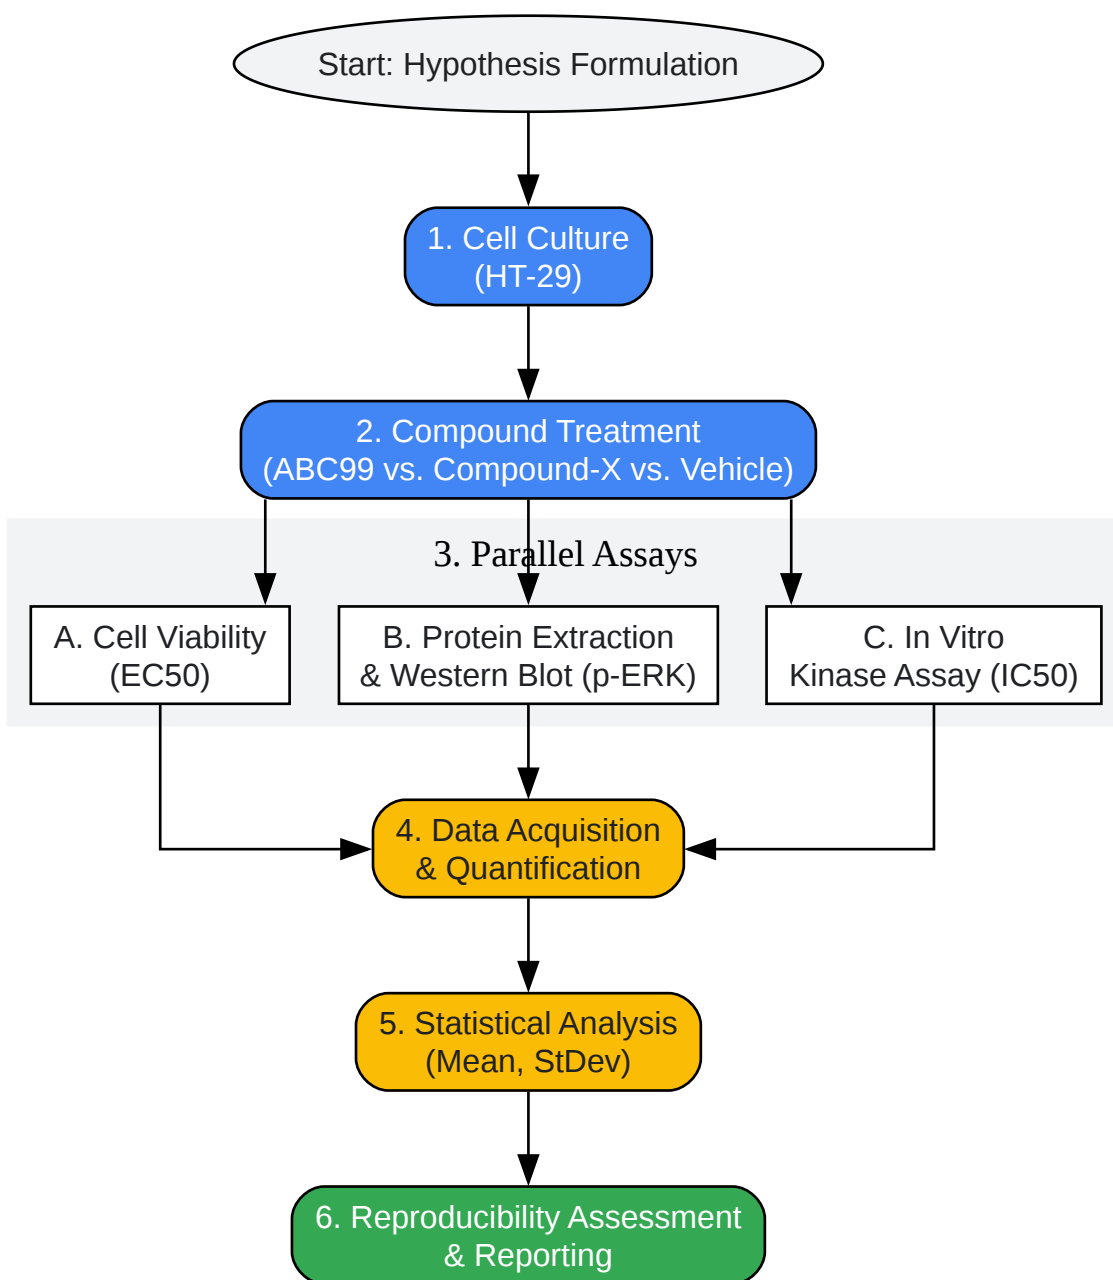 Start: Hypothesis Formulation
1. Cell Culture
(HT-29)
2. Compound Treatment
(ABC99 vs. Compound-X vs. Vehicle)
3. Parallel Assays
A. Cell Viability
(EC50)
B. Protein Extraction
& Western Blot (p-ERK)
C. In Vitro
Kinase Assay (IC50)
4. Data Acquisition
& Quantification
5. Statistical Analysis
(Mean, StDev)
6. Reproducibility Assessment
& Reporting